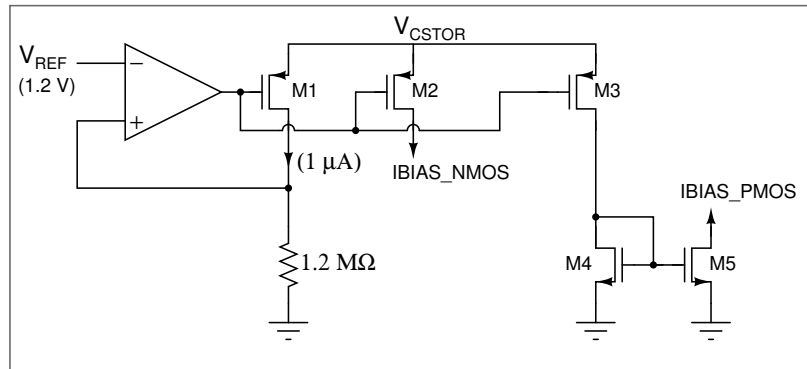 V_CSTOR
V_REF
(1.2 V)
−
+
M1
M2
M3
(1 µA)
IBIAS_NMOS
IBIAS_PMOS
1.2 MΩ
M4
M5